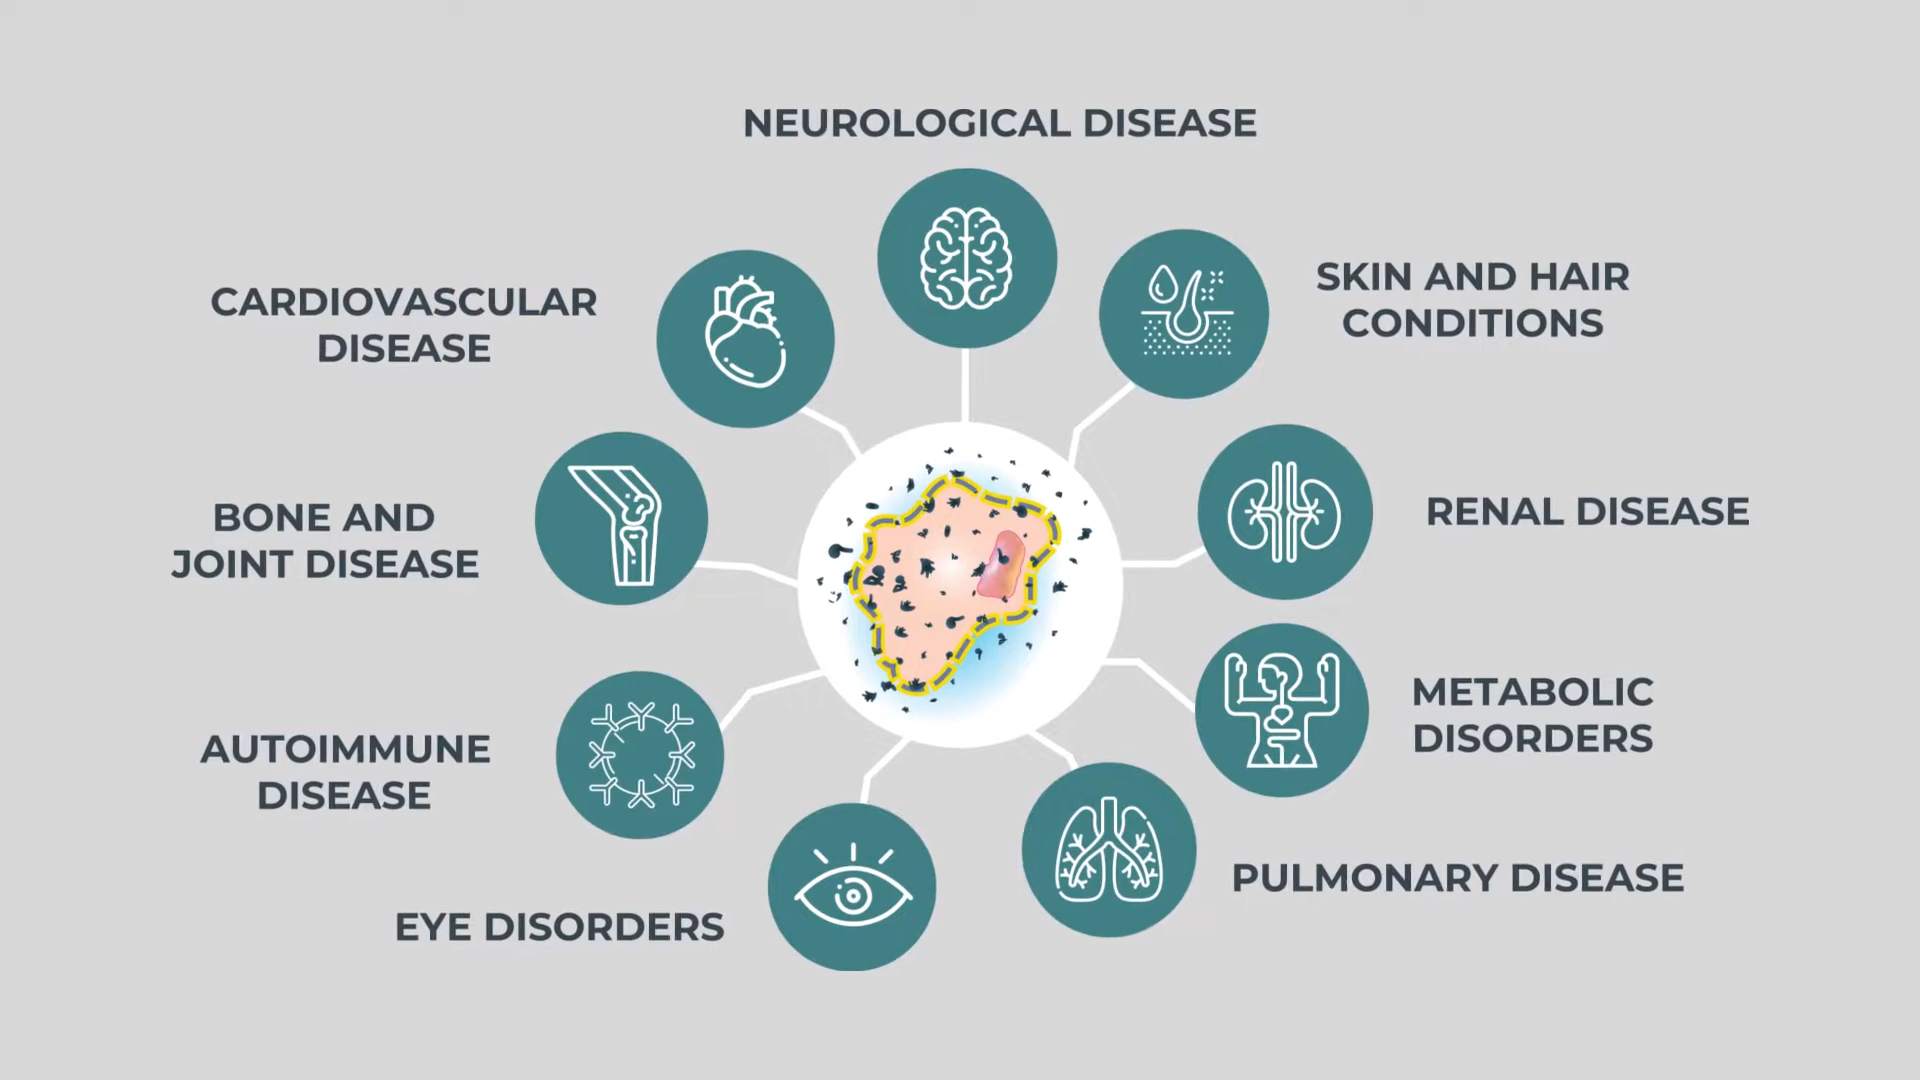 NEUROLOGICAL DISEASE
SKIN AND HAIR
CONDITIONS
CARDIOVASCULAR
DISEASE
BONE AND
JOINT DISEASE
RENAL DISEASE
METABOLIC
DISORDERS
AUTOIMMUNE
DISEASE
PULMONARY DISEASE
EYE DISORDERS